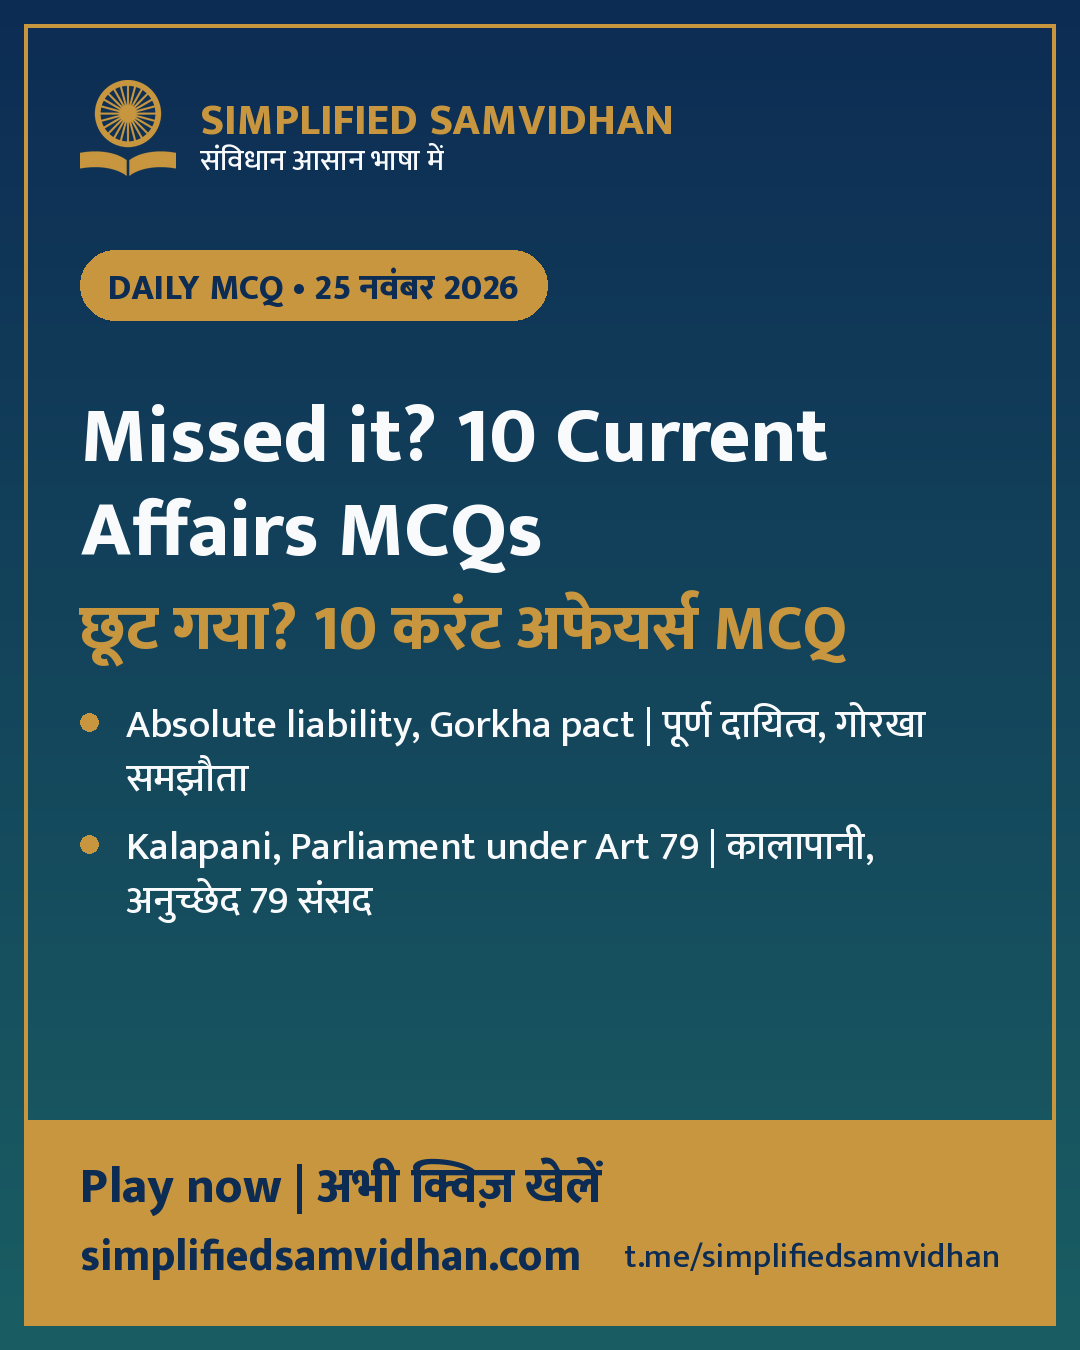 SIMPLIFIED SAMVIDHAN
संविधान आसान भाषा में
DAILY MCQ • 25 नवंबर 2026
Missed it? 10 Current
Affairs MCQs
छूट गया? 10 करंट अफेयर्स MCQ
Absolute liability, Gorkha pact | पूर्ण दायित्व, गोरखा
समझौता
Kalapani, Parliament under Art 79 | कालापानी,
अनुच्छेद 79 संसद
Play now | अभी क्विज़ खेलें
simplifiedsamvidhan.com t.me/simplifiedsamvidhan